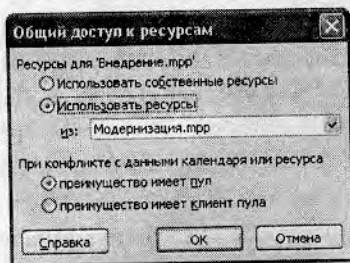 Общий доступ к ресурсам
Ресурсы для 'Внедрение.mpp'
Использовать собственные ресурсы
Использовать ресурсы
из: Модернизация.mpp
При конфликте с данными календаря или ресурса
преимущество имеет пул
преимущество имеет клиент пула
Справка ОК Отмена